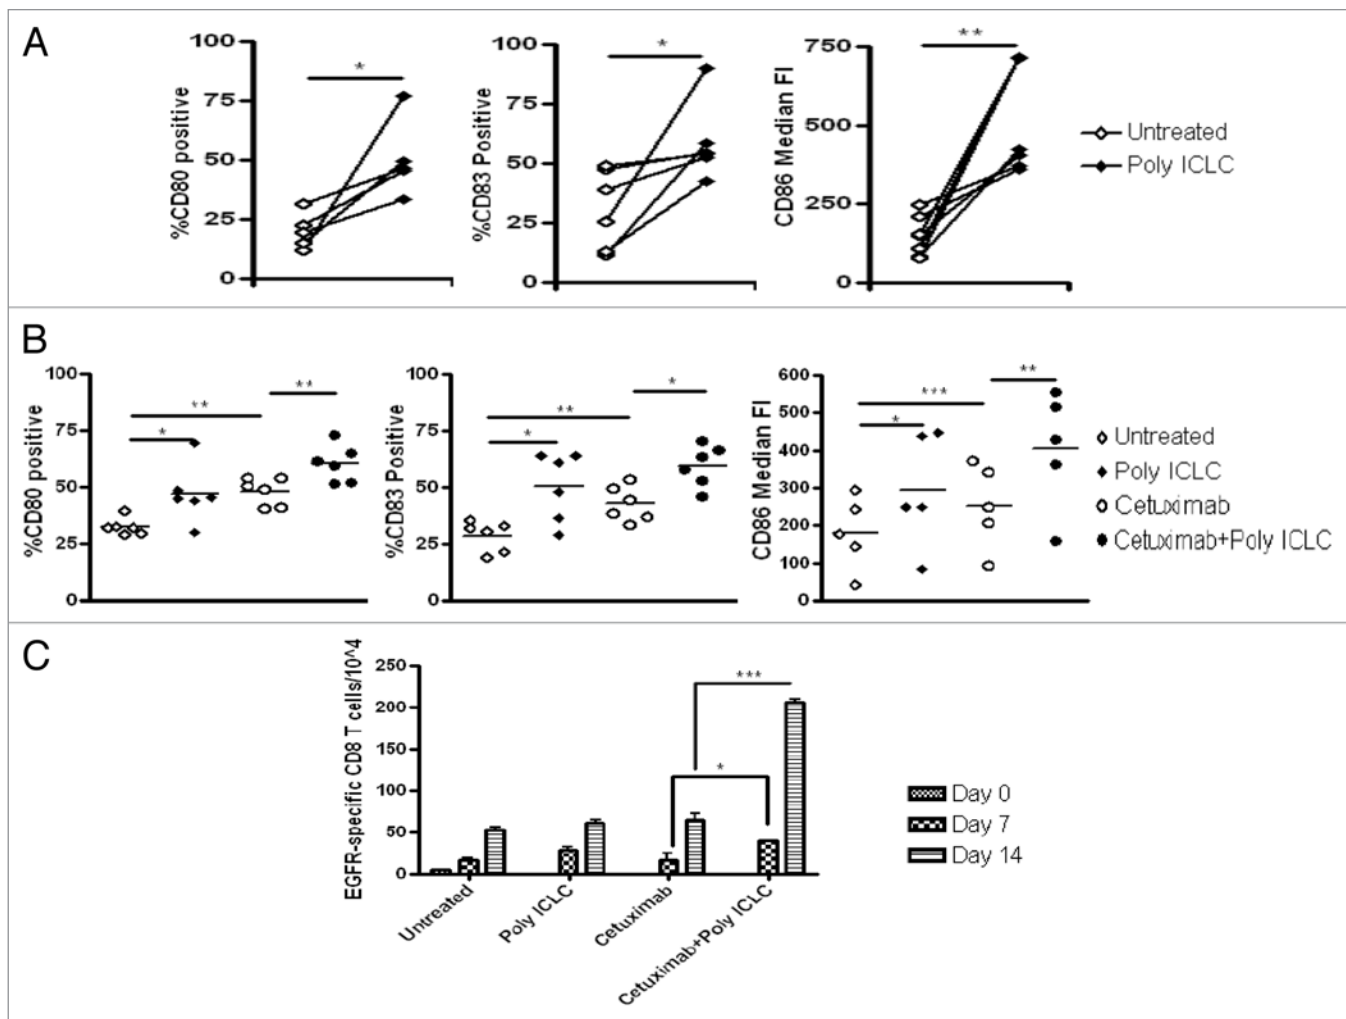 A
100
75
50
25
0
%CD80 positive
*
100
75
50
25
0
%CD83 Positive
*
750
500
250
0
CD86 Median FI
**
Untreated
Poly ICLC
B
100
75
50
25
0
%CD80 positive
*
**
**
100
75
50
25
0
%CD83 Positive
*
**
*
600
500
400
300
200
100
0
CD86 Median FI
*
***
**
Untreated
Poly ICLC
Cetuximab
Cetuximab+Poly ICLC
C
250
200
150
100
50
0
EGFR-specific CD8 T cells/10^4
***
*
Untreated
Poly ICLC
Cetuximab
Cetuximab+Poly ICLC
Day 0
Day 7
Day 14